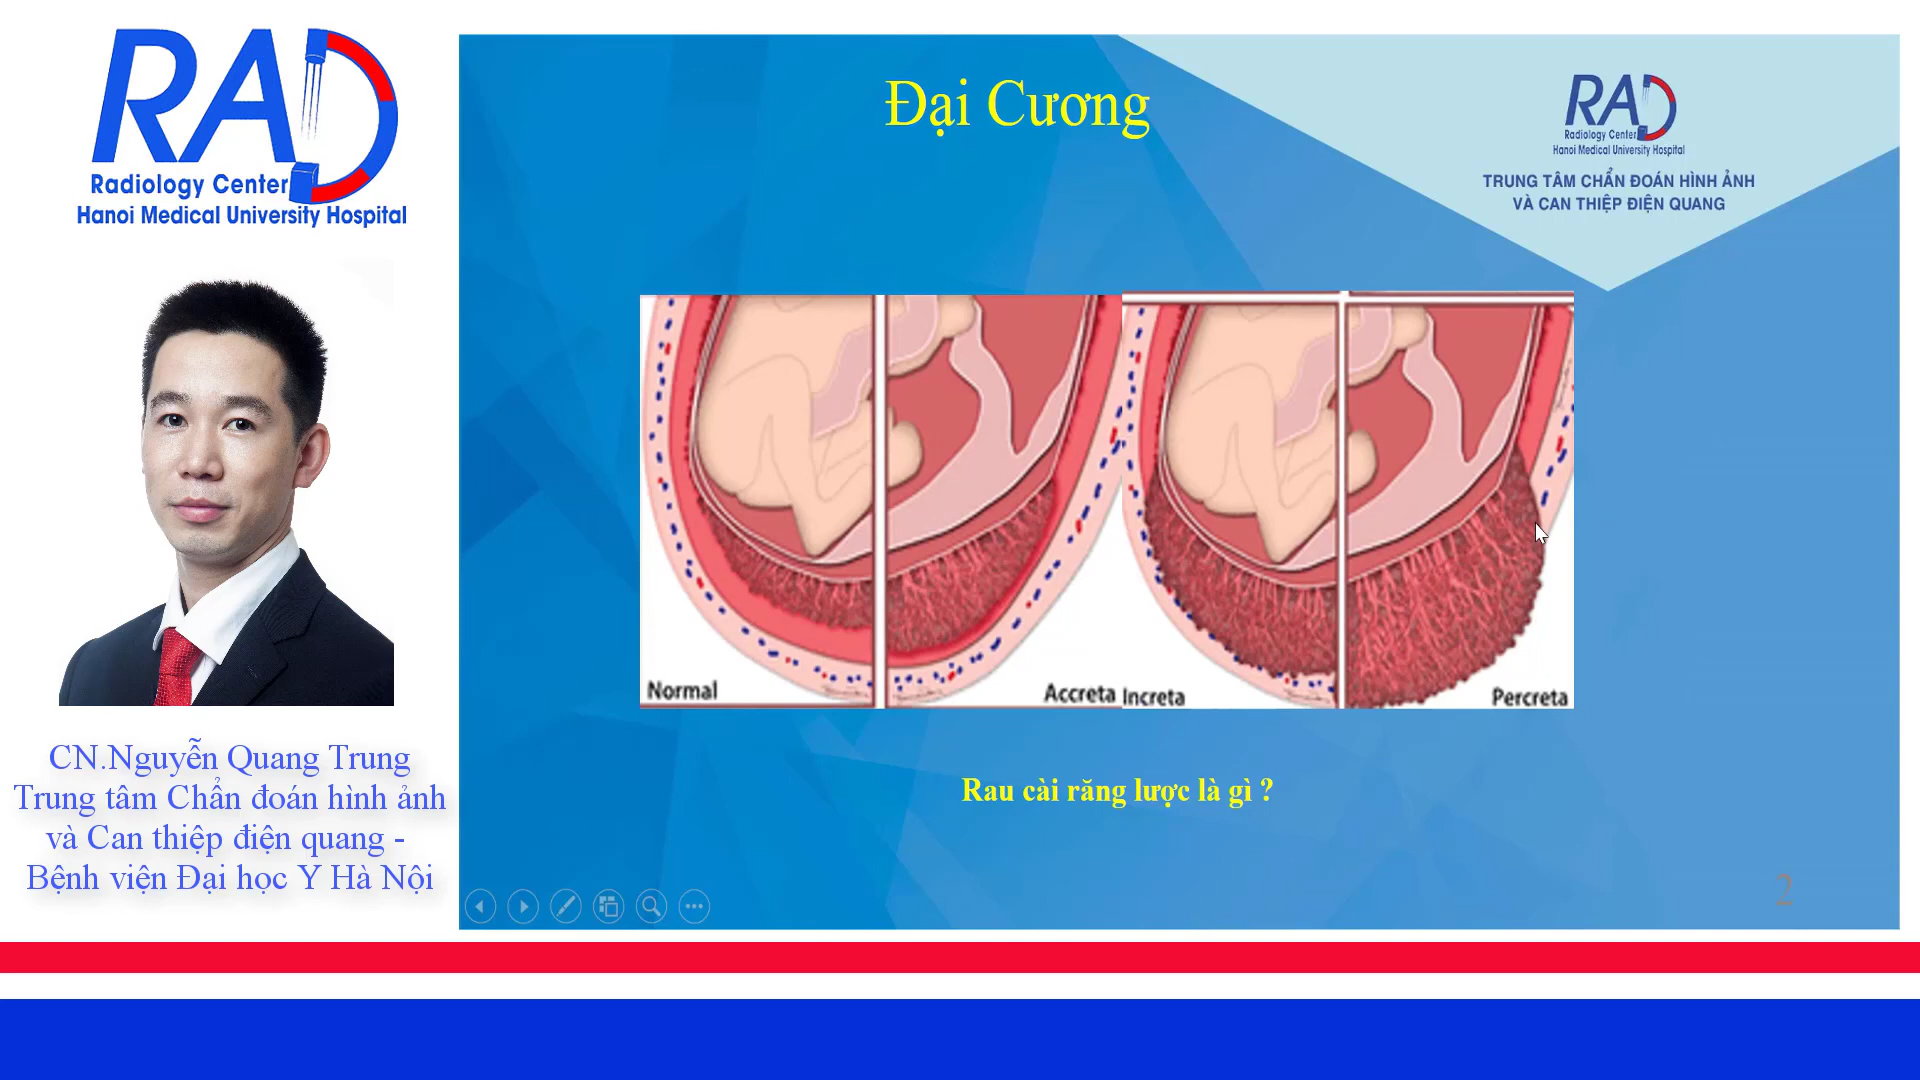 RAD
Radiology Center
Hanoi Medical University Hospital
CN.Nguyễn Quang Trung
Trung tâm Chẩn đoán hình ảnh
và Can thiệp điện quang -
Bệnh viện Đại học Y Hà Nội
Đại Cương
RAD
Radiology Center
Hanoi Medical University Hospital
TRUNG TÂM CHẨN ĐOÁN HÌNH ẢNH
VÀ CAN THIỆP ĐIỆN QUANG
Normal
Accreta
Increta
Percreta
Rau cài răng lược là gì ?
2